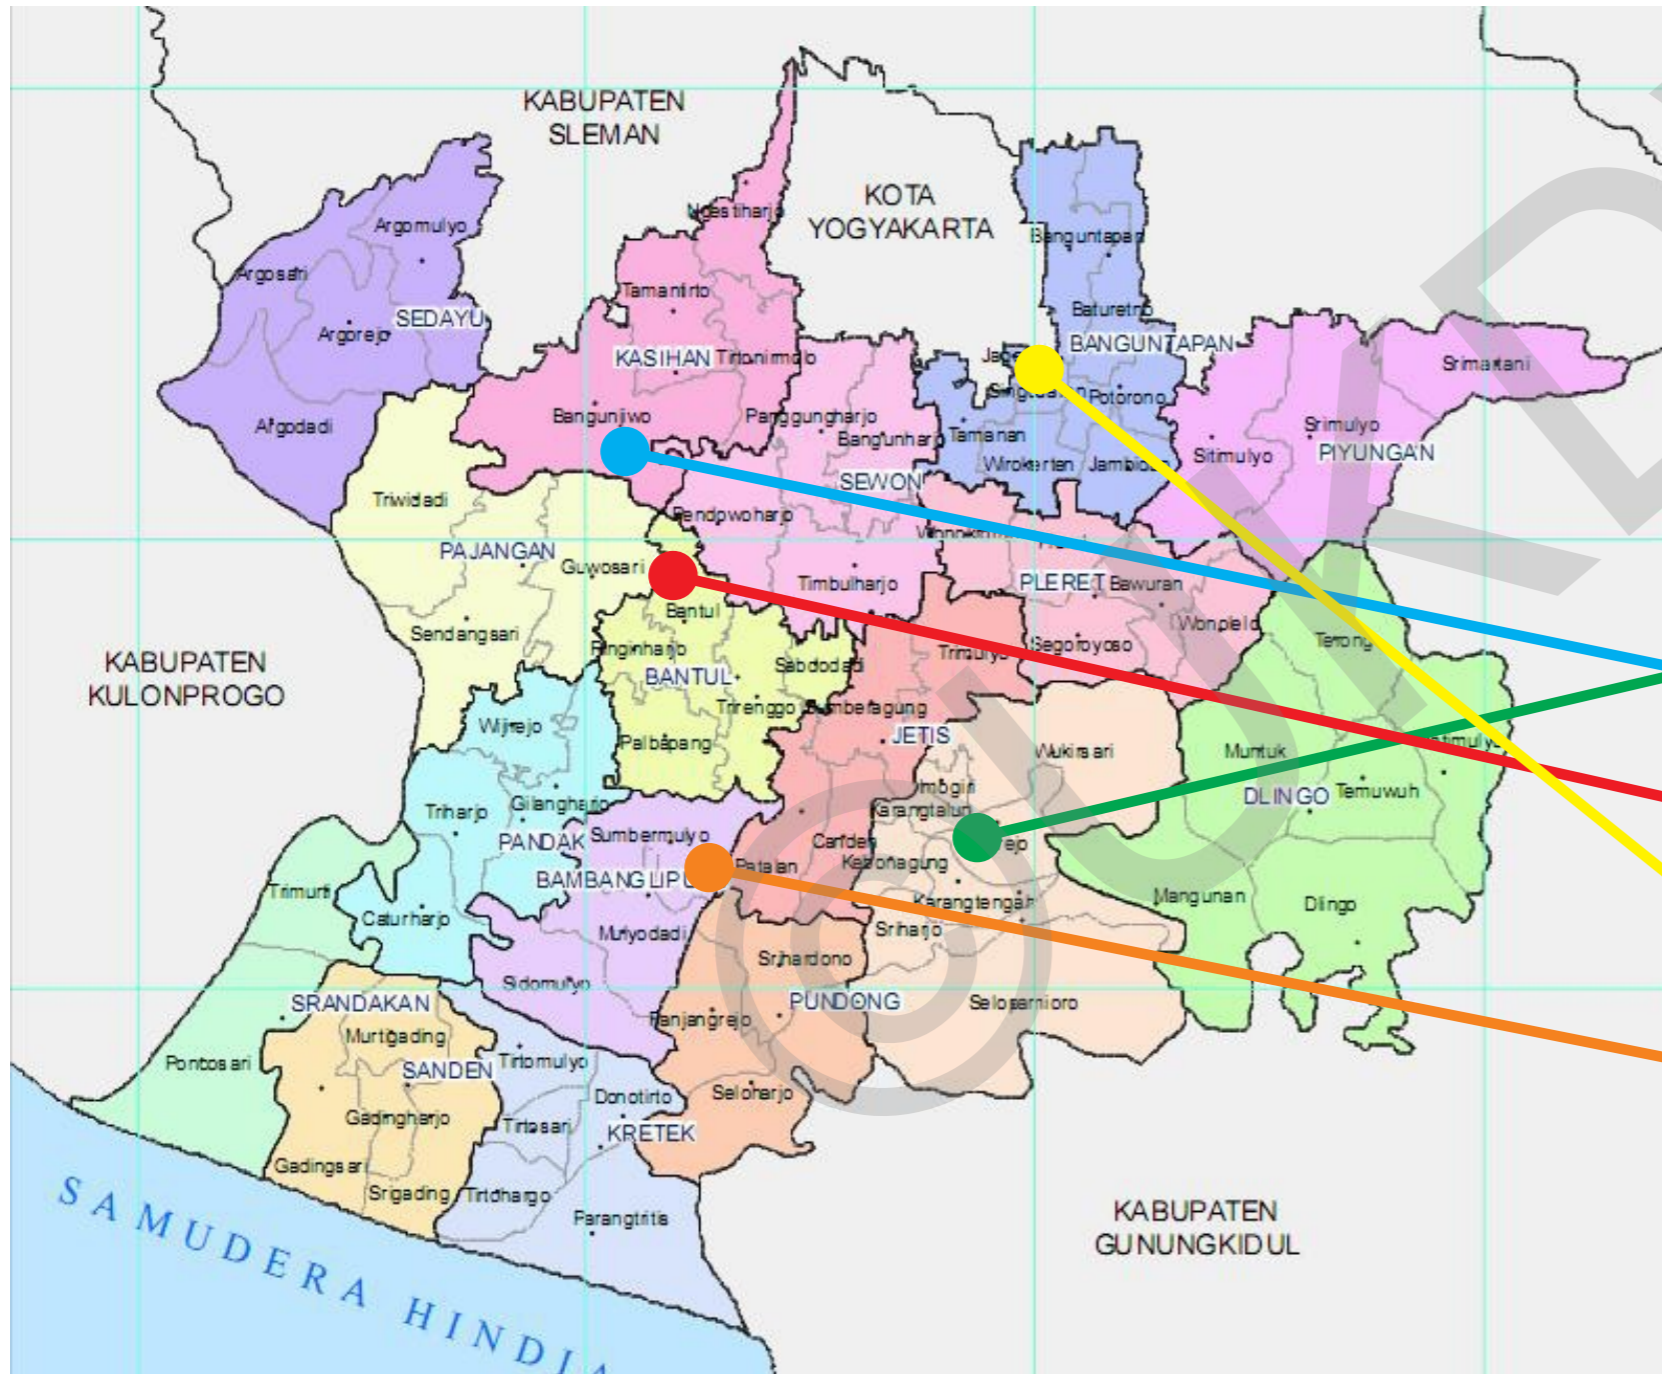 KABUPATEN
SLEMAN
KOTA
YOGYAKARTA
Ngestiharjo
Argomulyo
Banguntapan
Argosari
Tamantirto
Baturetno
SEDAYU
Argorejo
BANGUNTAPAN
KASIHAN
Tirtonirmolo
Srimartani
Potorono
Bangunjiwo
Panggungharjo
Argodadi
Srimulyo
Bangunharjo
Tamanan
PIYUNGAN
Sitimulyo
Wirokerten
SEWON
Triwidadi
Pendowoharjo
PAJANGAN
Guwosari
Timbulharjo
PLERET
Bawuran
Bantul
Wonolelo
Sendangsari
Terong
Segoroyoso
Ringinharjo
Trimulyo
KABUPATEN
KULONPROGO
Sabdodadi
BANTUL
Trirenggo
Sumberagung
Wijirejo
JETIS
Palbapang
Wukirsari
Muntuk
Imogiri
Temuwuh
DLINGO
Gilangharjo
Karangtalun
Triharjo
Sumbermulyo
PANDAK
Canden
Kebonagung
Patalan
BAMBANGLIPU
Trimurti
Mangunan
Karangtengah
Dlingo
Caturharjo
Sriharjo
Mulyodadi
Srihardono
Sidomulyo
SRANDAKAN
PUNDONG
Selopamioro
Panjangrejo
Murtigading
Poncosari
Tirtomulyo
SANDEN
Seloharjo
Donotirto
Gadingharjo
Tirtosari
KRETEK
Gadingsari
Srigading
Tirtohargo
Parangtritis
KABUPATEN
GUNUNGKIDUL
SAMUDERA HINDIA
©UKD